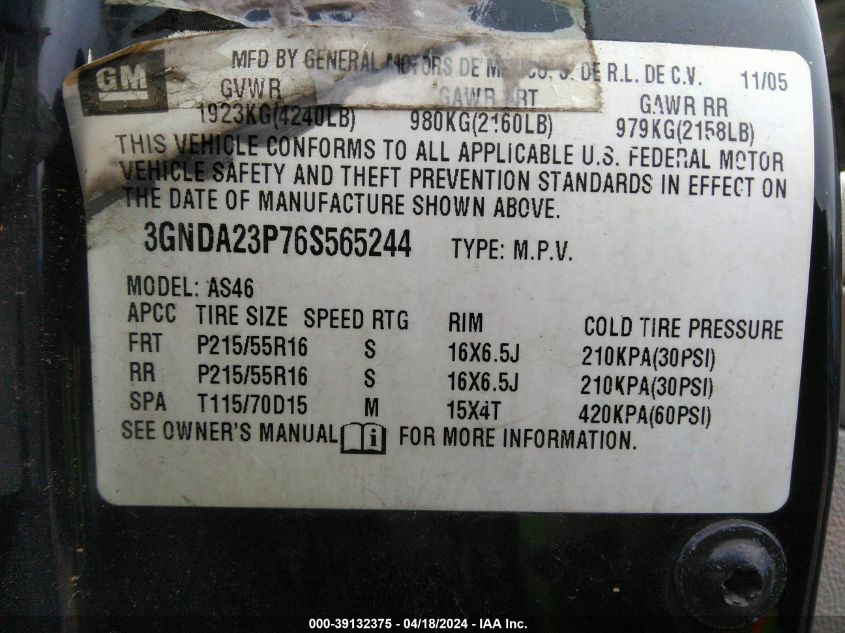 GM
MFD BY GENERAL MOTORS DE MEXICO, S. DE R.L. DE C.V. 11/05
GVWR GAWR FRT GAWR RR
1923KG(4240LB) 980KG(2160LB) 979KG(2158LB)
THIS VEHICLE CONFORMS TO ALL APPLICABLE U.S. FEDERAL MOTOR
VEHICLE SAFETY AND THEFT PREVENTION STANDARDS IN EFFECT ON
THE DATE OF MANUFACTURE SHOWN ABOVE.
3GNDA23P76S565244 TYPE: M.P.V.
MODEL: AS46
APCC TIRE SIZE SPEED RTG RIM COLD TIRE PRESSURE
FRT P215/55R16 S 16X6.5J 210KPA(30PSI)
RR P215/55R16 S 16X6.5J 210KPA(30PSI)
SPA T115/70D15 M 15X4T 420KPA(60PSI)
SEE OWNER'S MANUAL i FOR MORE INFORMATION.
000-39132375 - 04/18/2024 - IAA Inc.